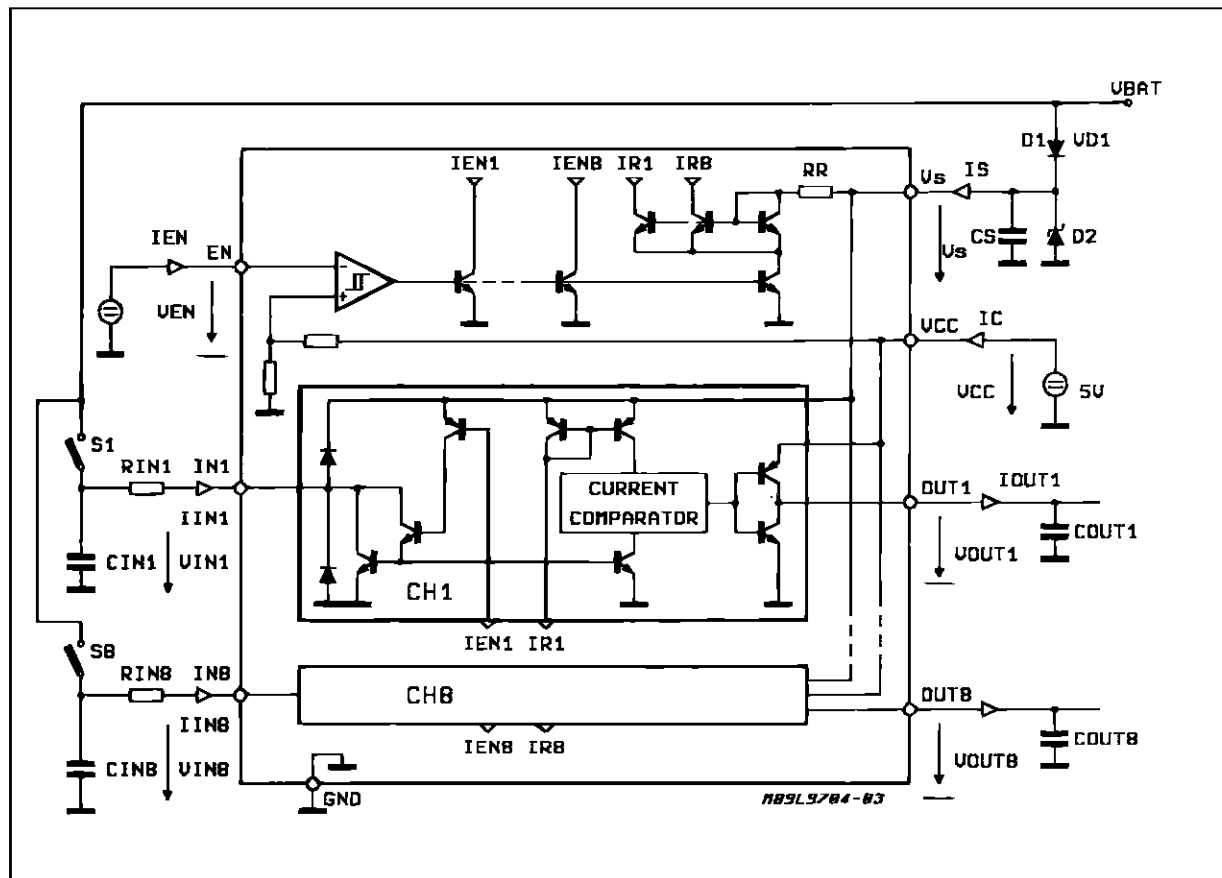 VBAT
D1 VD1
IEN1 IEN8 IR1 IR8 RR Vs IS
IEN EN CS D2
Vs
VEN - +
VCC IC
VCC 5V
S1
RIN1 IN1 CURRENT COMPARATOR OUT1 IOUT1
IIN1
CIN1 VIN1 CH1 VOUT1 COUT1
IEN1 IR1
S8
RIN8 IN8 CH8 OUT8
IIN8 IEN8 IR8 COUT8
CIN8 VIN8 VOUT8
GND M89L9704-03